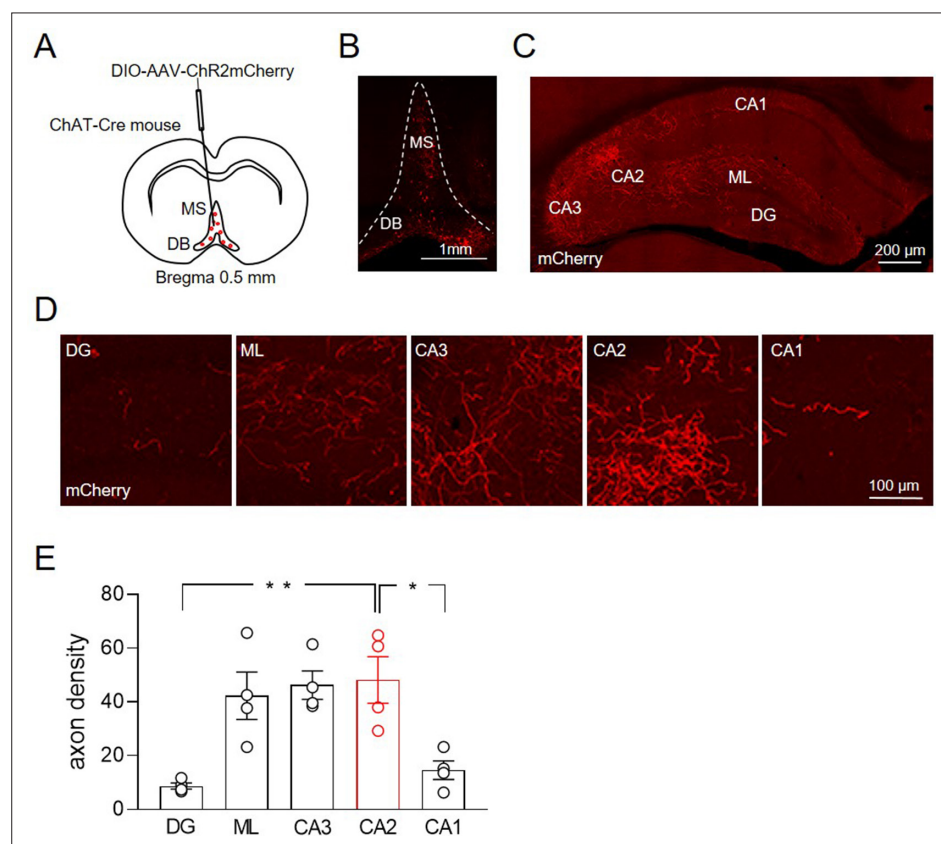 A
DIO-AAV-ChR2mCherry
ChAT-Cre mouse
MS
DB
Bregma 0.5 mm
B
MS
DB
1mm
C
CA1
CA2
ML
CA3
DG
mCherry
200 µm
D
DG
ML
CA3
CA2
CA1
mCherry
100 µm
E
axon density
80
60
40
20
0
* *
*
DG ML CA3 CA2 CA1